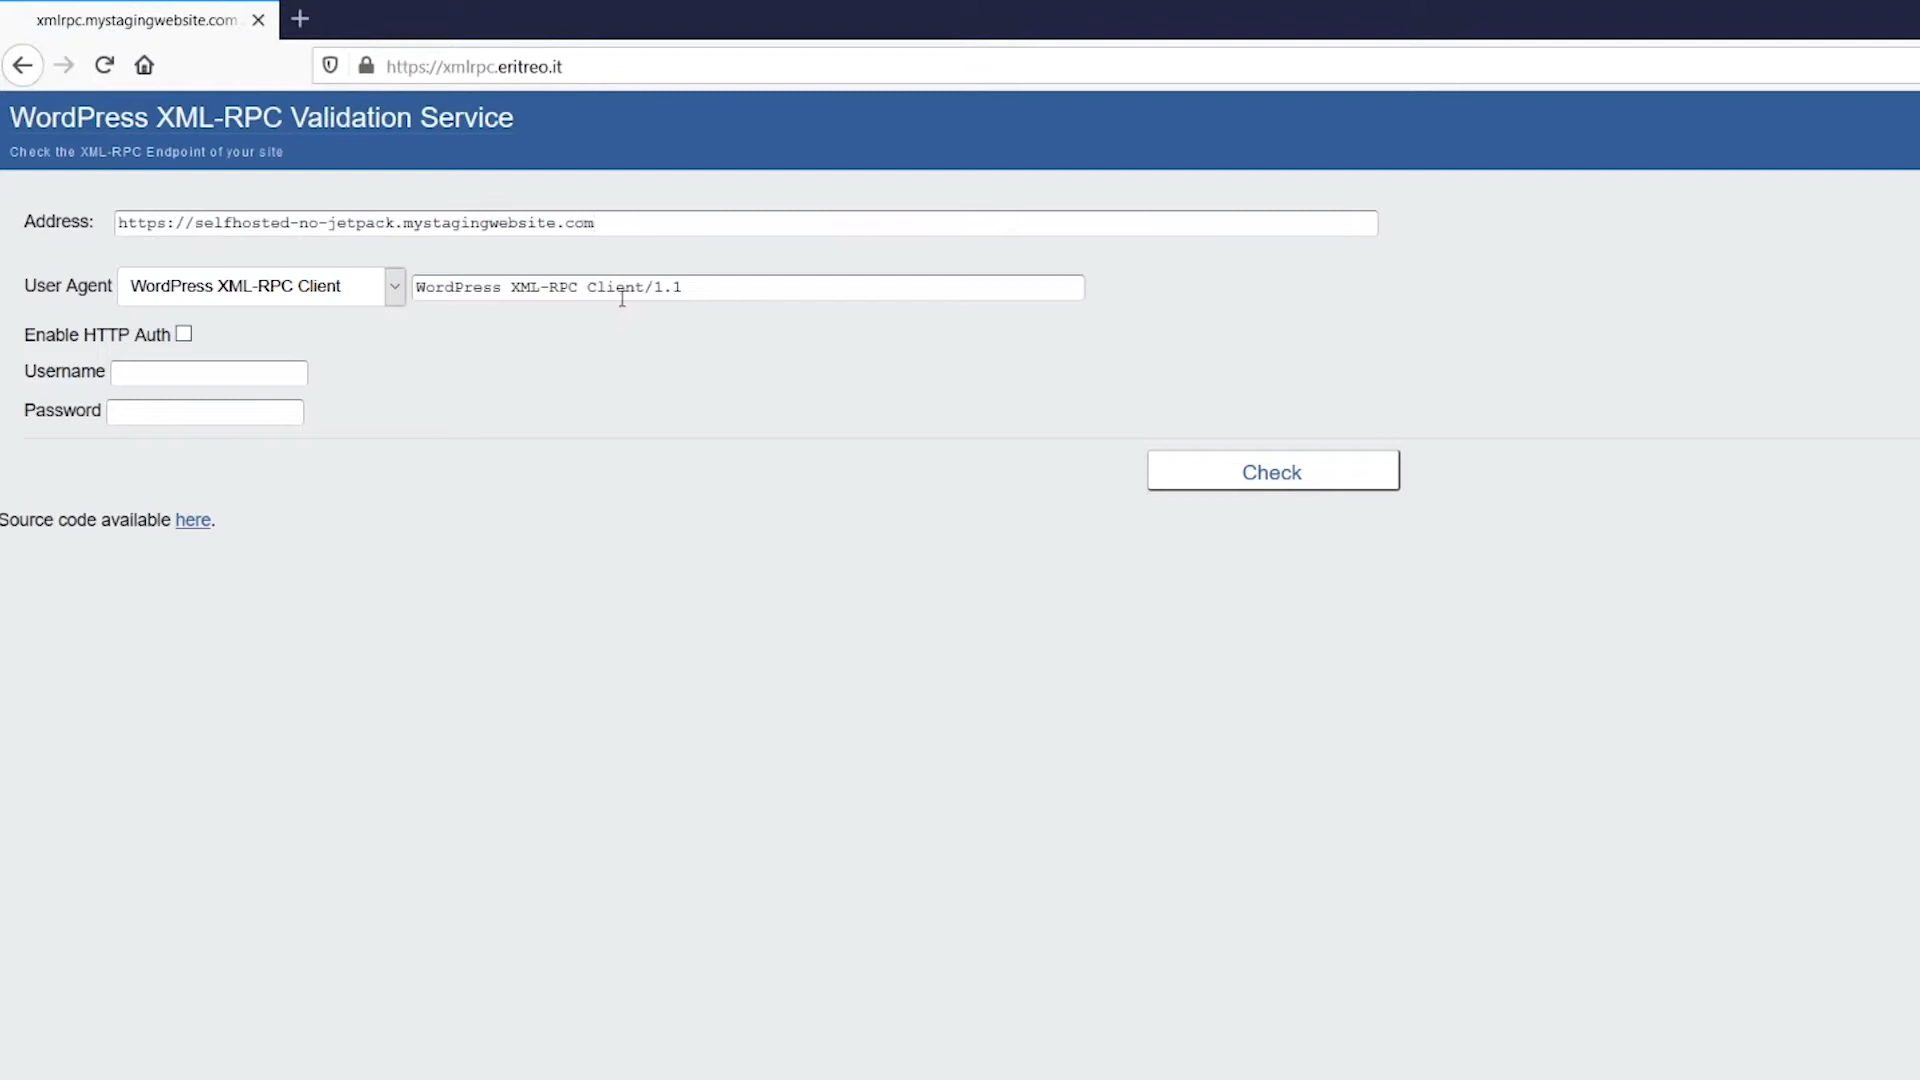 xmlrpc.mystagingwebsite.com
https://xmlrpc.eritreo.it
WordPress XML-RPC Validation Service
Check the XML-RPC Endpoint of your site
Address: https://selfhosted-no-jetpack.mystagingwebsite.com
User Agent WordPress XML-RPC Client WordPress XML-RPC Client/1.1
Enable HTTP Auth
Username
Password
Check
Source code available here.